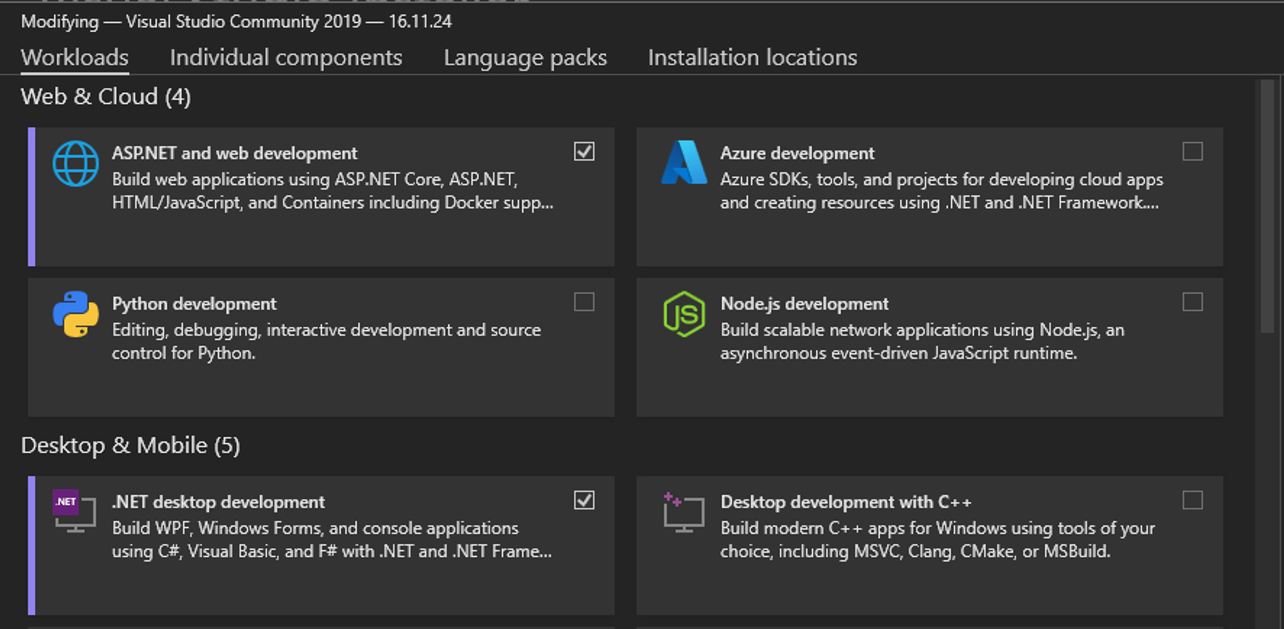 Modifying — Visual Studio Community 2019 — 16.11.24
Workloads Individual components Language packs Installation locations
Web & Cloud (4)
ASP.NET and web development
Build web applications using ASP.NET Core, ASP.NET,
HTML/JavaScript, and Containers including Docker supp...
Azure development
Azure SDKs, tools, and projects for developing cloud apps
and creating resources using .NET and .NET Framework....
Python development
Editing, debugging, interactive development and source
control for Python.
JS
Node.js development
Build scalable network applications using Node.js, an
asynchronous event-driven JavaScript runtime.
Desktop & Mobile (5)
.NET
.NET desktop development
Build WPF, Windows Forms, and console applications
using C#, Visual Basic, and F# with .NET and .NET Frame...
Desktop development with C++
Build modern C++ apps for Windows using tools of your
choice, including MSVC, Clang, CMake, or MSBuild.